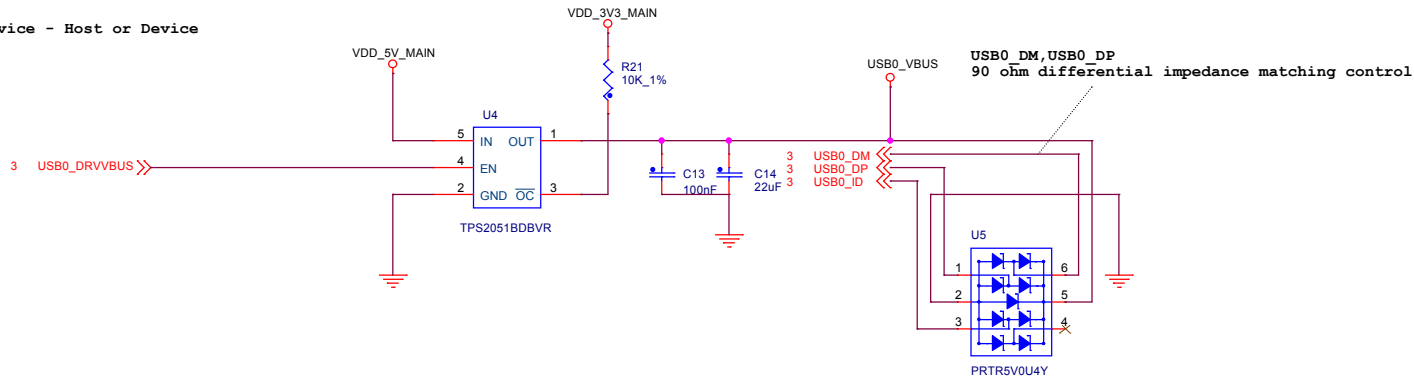 vice - Host or Device
VDD_3V3_MAIN
VDD_5V_MAIN
R21
10K_1%
USB0_VBUS
USB0_DM,USB0_DP
90 ohm differential impedance matching control
U4
5 IN OUT 1
3 USB0_DRVVBUS
4 EN
2 GND OC 3
TPS2051BDBVR
C13
100nF
C14
22uF
3 USB0_DM
3 USB0_DP
3 USB0_ID
U5
1 6
2 5
3 4
PRTR5V0U4Y